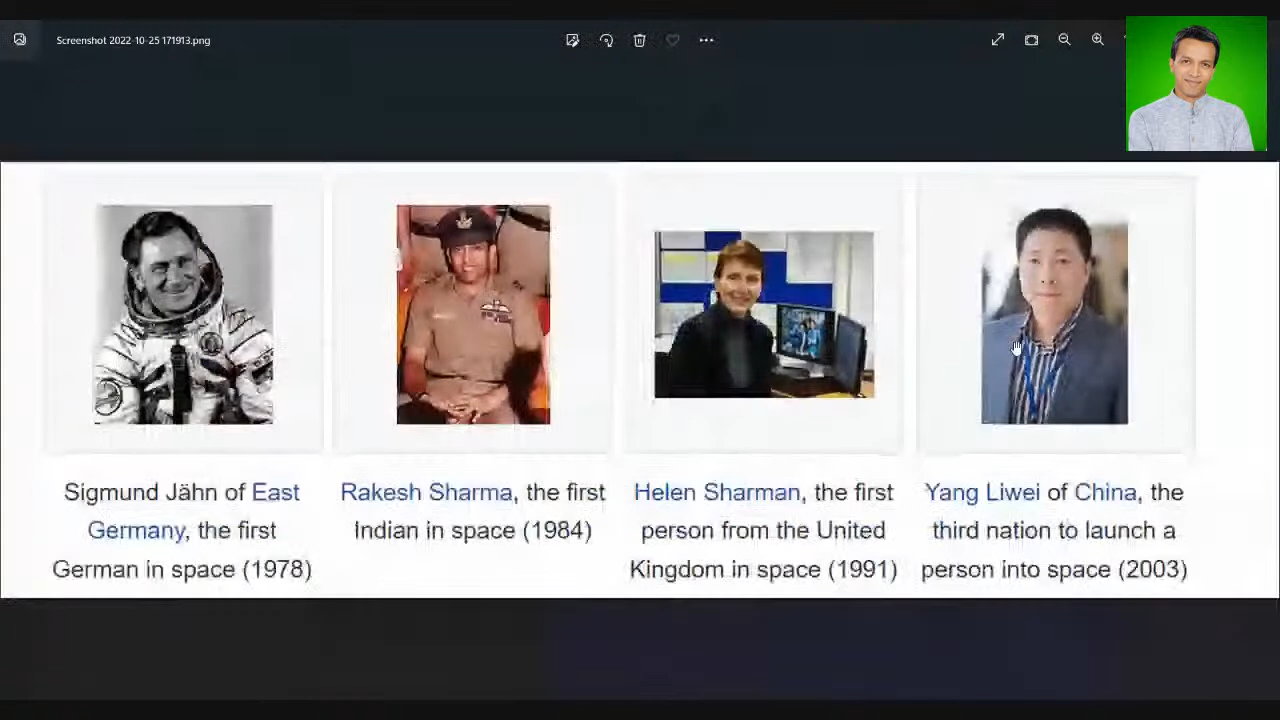 Screenshot 2022-10-25 171913.png
Sigmund Jähn of East
Germany, the first
German in space (1978)
Rakesh Sharma, the first
Indian in space (1984)
Helen Sharman, the first
person from the United
Kingdom in space (1991)
Yang Liwei of China, the
third nation to launch a
person into space (2003)